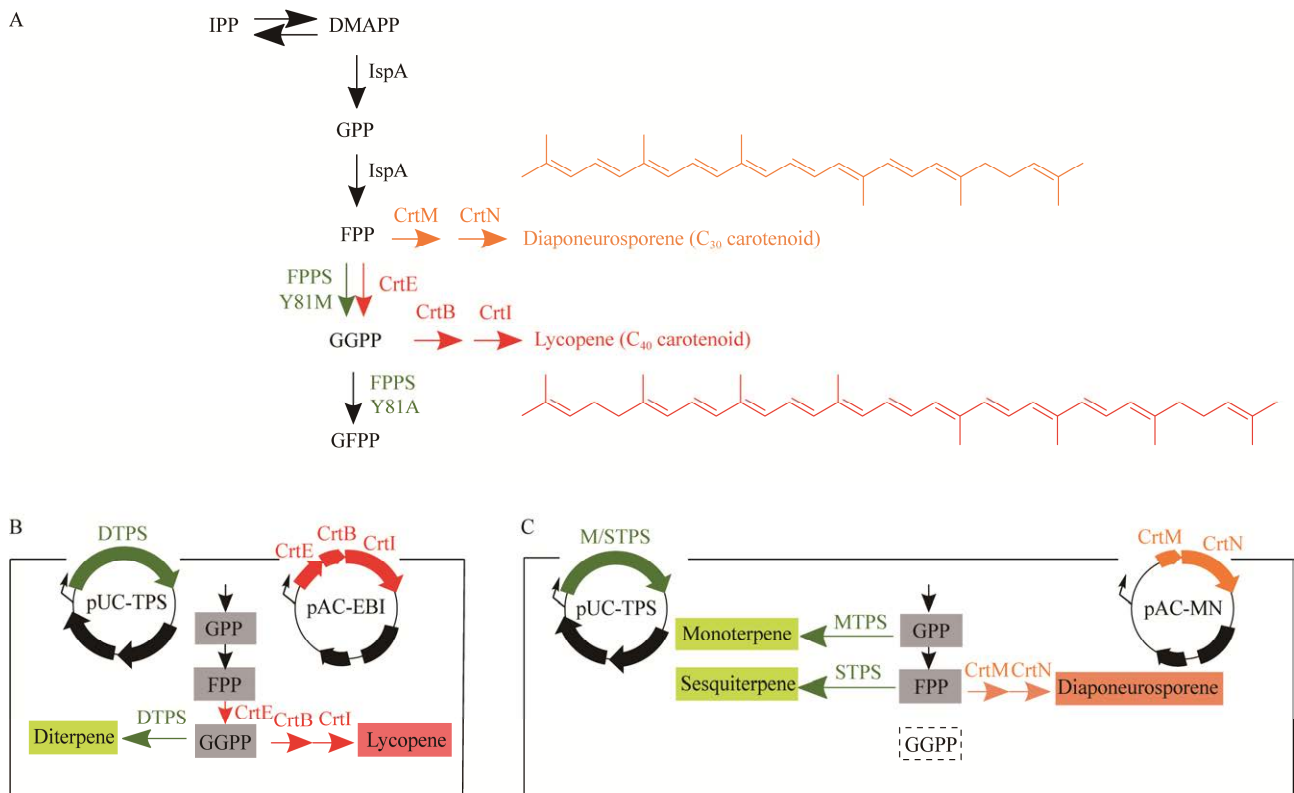 A
IPP
DMAPP
IspA
GPP
IspA
FPP
CrtM
CrtN
Diaponeurosporene (C30 carotenoid)
FPPS
Y81M
CrtE
GGPP
CrtB
CrtI
Lycopene (C40 carotenoid)
FPPS
Y81A
GFPP
B
DTPS
pUC-TPS
CrtE
CrtB
CrtI
pAC-EBI
GPP
FPP
CrtE
DTPS
Diterpene
GGPP
CrtB
CrtI
Lycopene
C
M/STPS
pUC-TPS
CrtM
CrtN
pAC-MN
Monoterpene
MTPS
GPP
Sesquiterpene
STPS
FPP
CrtM
CrtN
Diaponeurosporene
GGPP